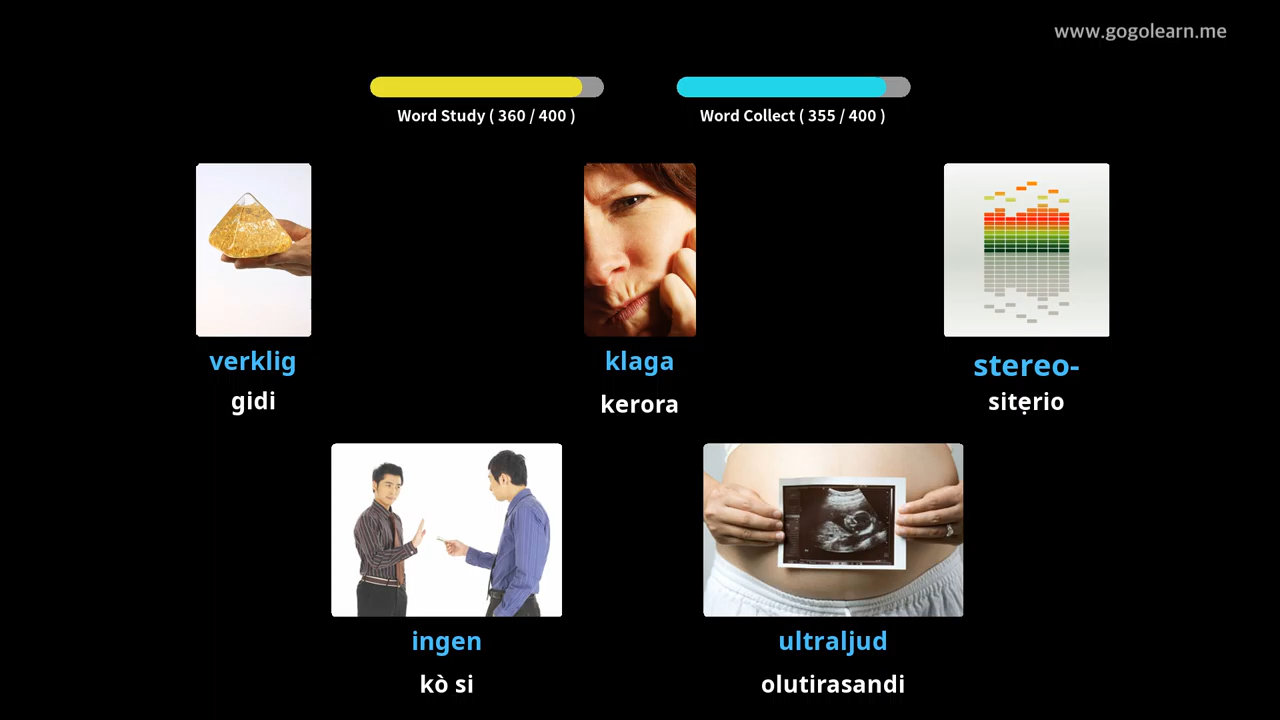 www.gogolearn.me
Word Study ( 360 / 400 )
Word Collect ( 355 / 400 )
verklig
klaga
stereo-
gidi
kerora
sitẹrio
ingen
ultraljud
kò si
olutirasandi